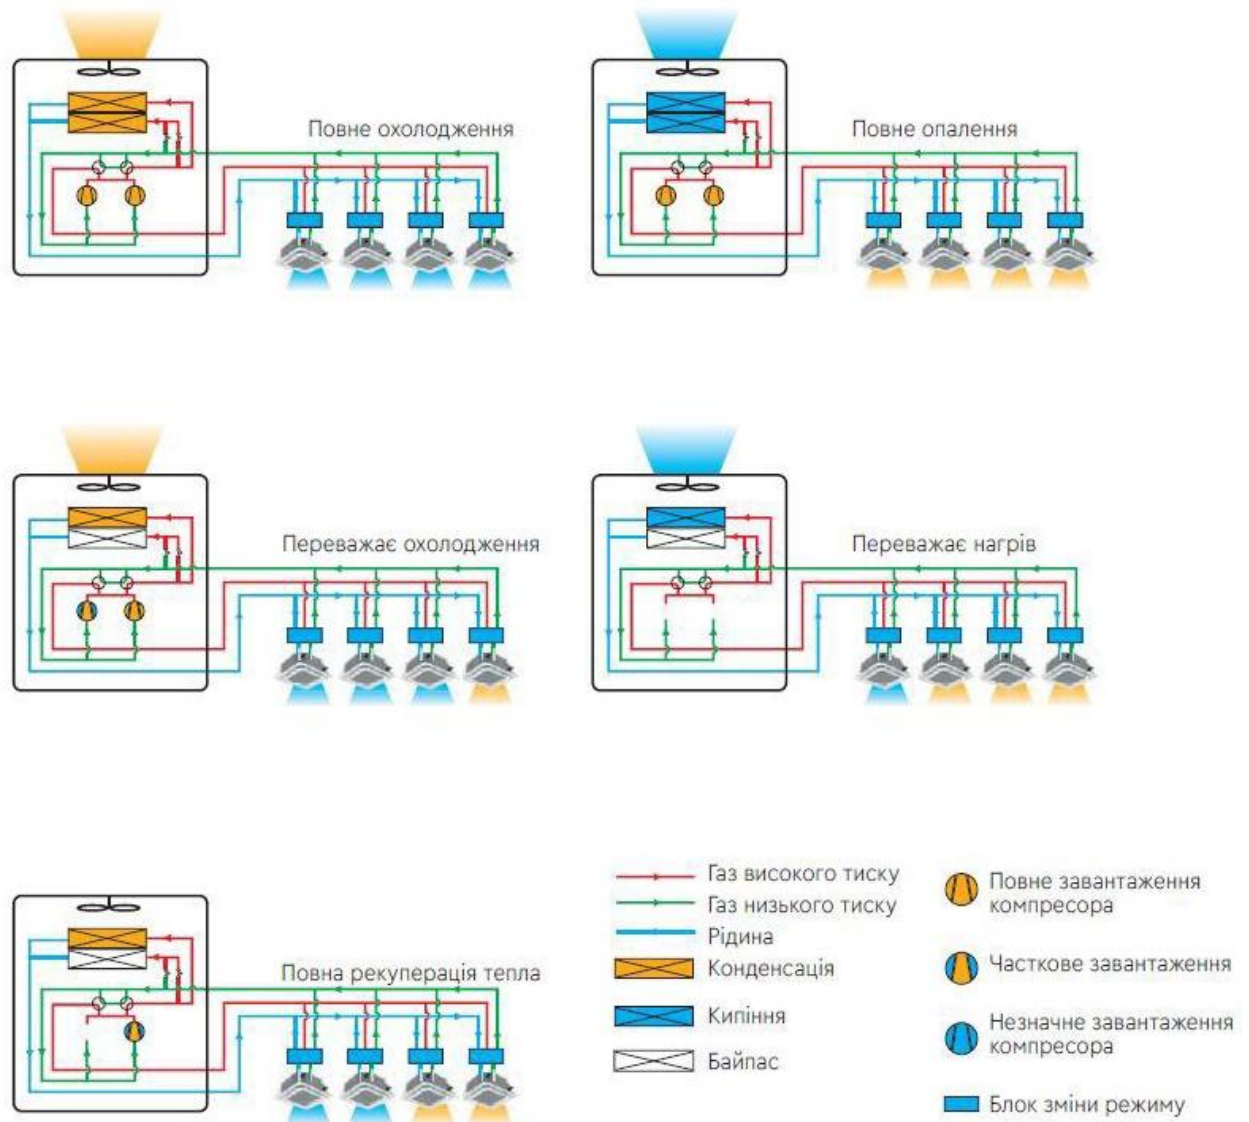 Повне охолодження
Повне опалення
Переважає охолодження
Переважає нагрів
Повна рекуперація тепла
Газ високого тиску
Газ низького тиску
Рідина
Конденсація
Кипіння
Байпас
Повне завантаження
компресора
Часткове завантаження
Незначне завантаження
компресора
Блок зміни режиму